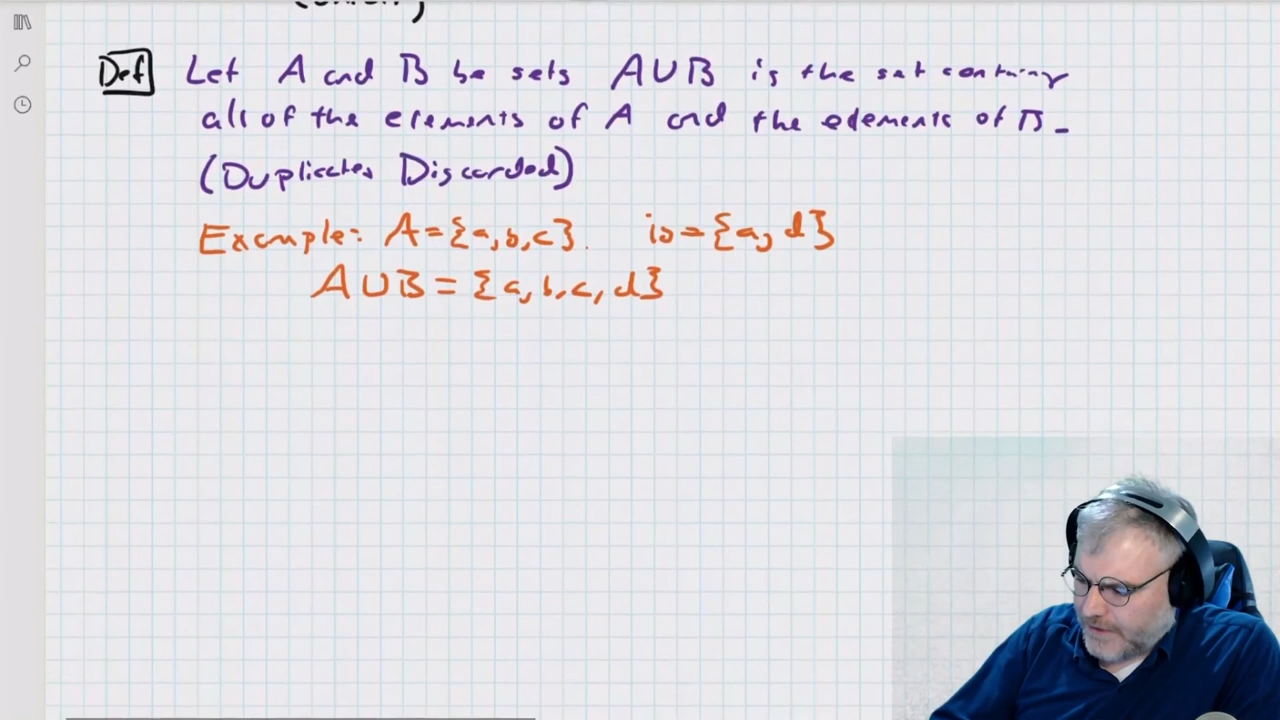 Def Let A and B be sets A∪B is the set containing
all of the elements of A and the elements of B.
(Duplicates Discarded)
Example: A={a,b,c}. B={a,d}
A∪B={a,b,c,d}